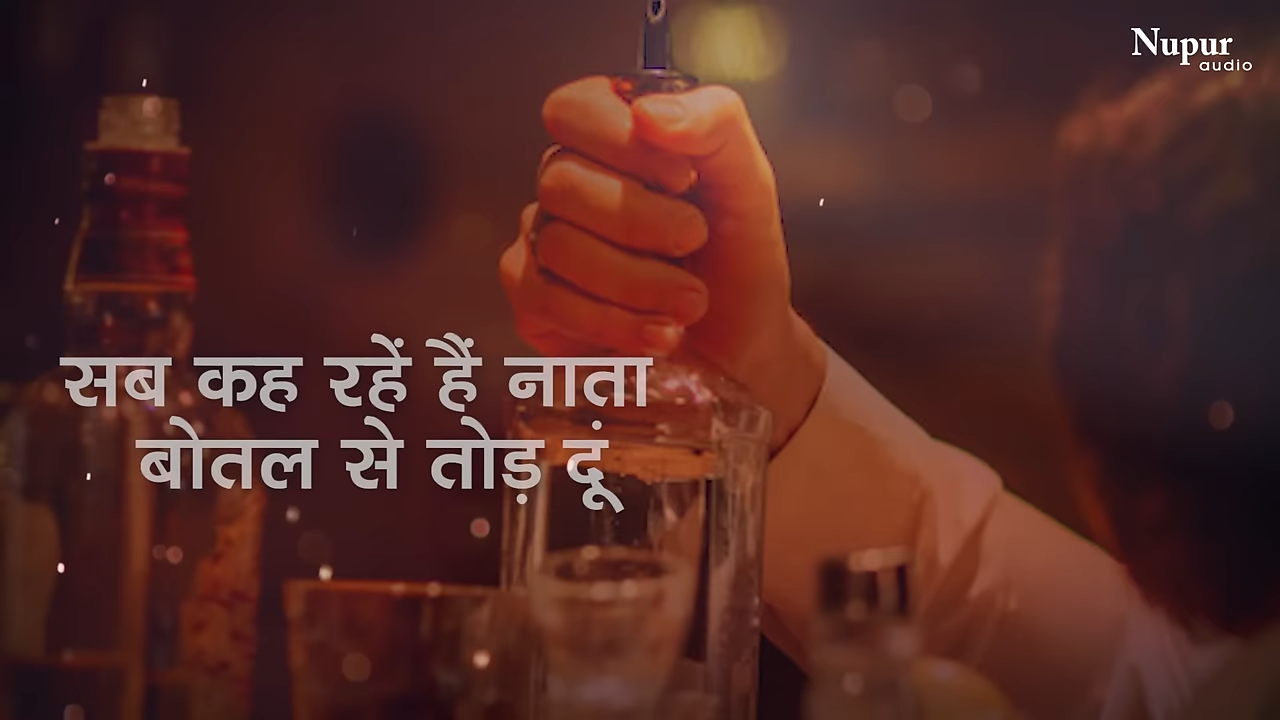 Nupur
audio
सब कह रहें हैं नाता
बोतल से तोड़ दूं